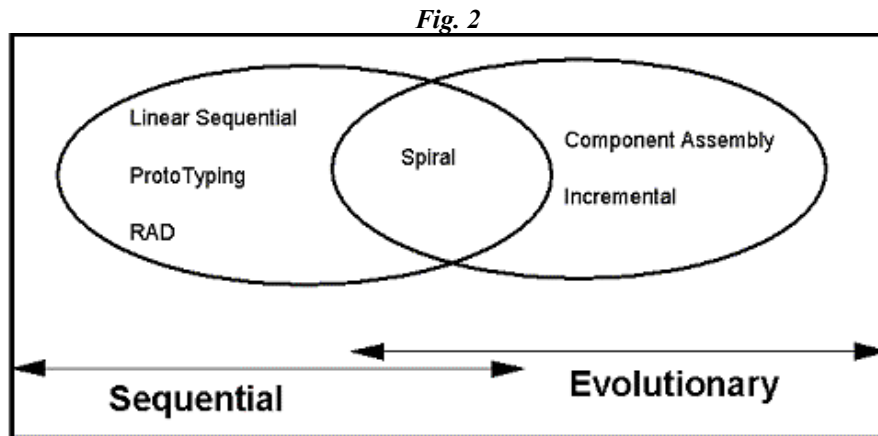 Fig. 2
Linear Sequential
ProtoTyping
RAD
Spiral
Component Assembly
Incremental
Sequential
Evolutionary